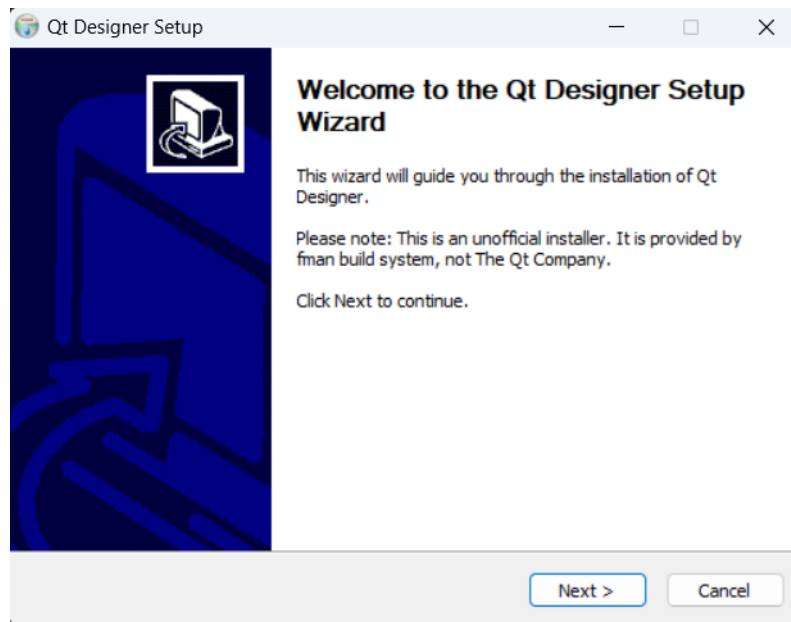 Qt Designer Setup
Welcome to the Qt Designer Setup
Wizard
This wizard will guide you through the installation of Qt
Designer.
Please note: This is an unofficial installer. It is provided by
fman build system, not The Qt Company.
Click Next to continue.
Next >
Cancel